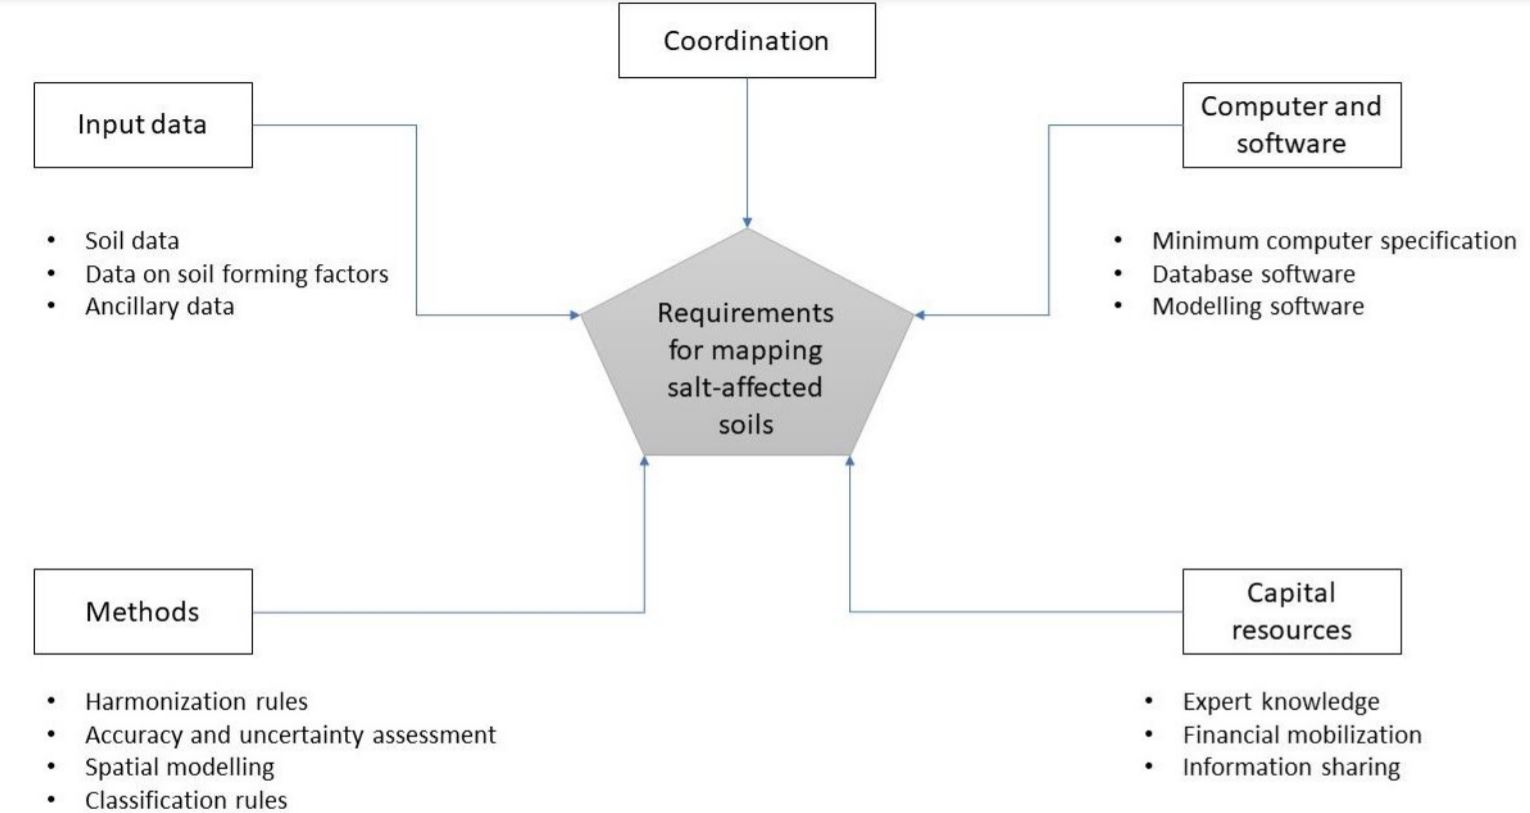 Coordination
Input data
Computer and
software
• Soil data
• Data on soil forming factors
• Ancillary data
• Minimum computer specification
• Database software
• Modelling software
Requirements
for mapping
salt-affected
soils
Methods
Capital
resources
• Harmonization rules
• Accuracy and uncertainty assessment
• Spatial modelling
• Classification rules
• Expert knowledge
• Financial mobilization
• Information sharing